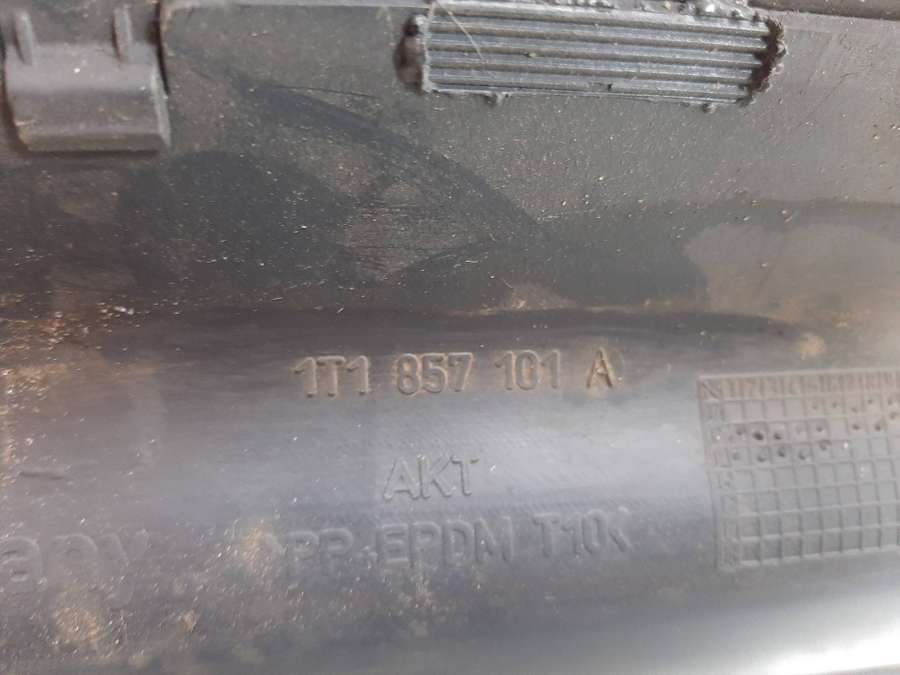 1T1 857 101 A
AKT
>PP+EPDM T10<